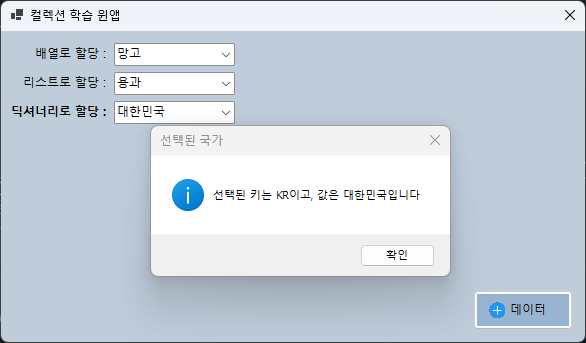 컬렉션 학습 윈앱
배열로 할당 : 망고
리스트로 할당 : 용과
딕셔너리로 할당 : 대한민국
선택된 국가
선택된 키는 KR이고, 값은 대한민국입니다
확인
데이터